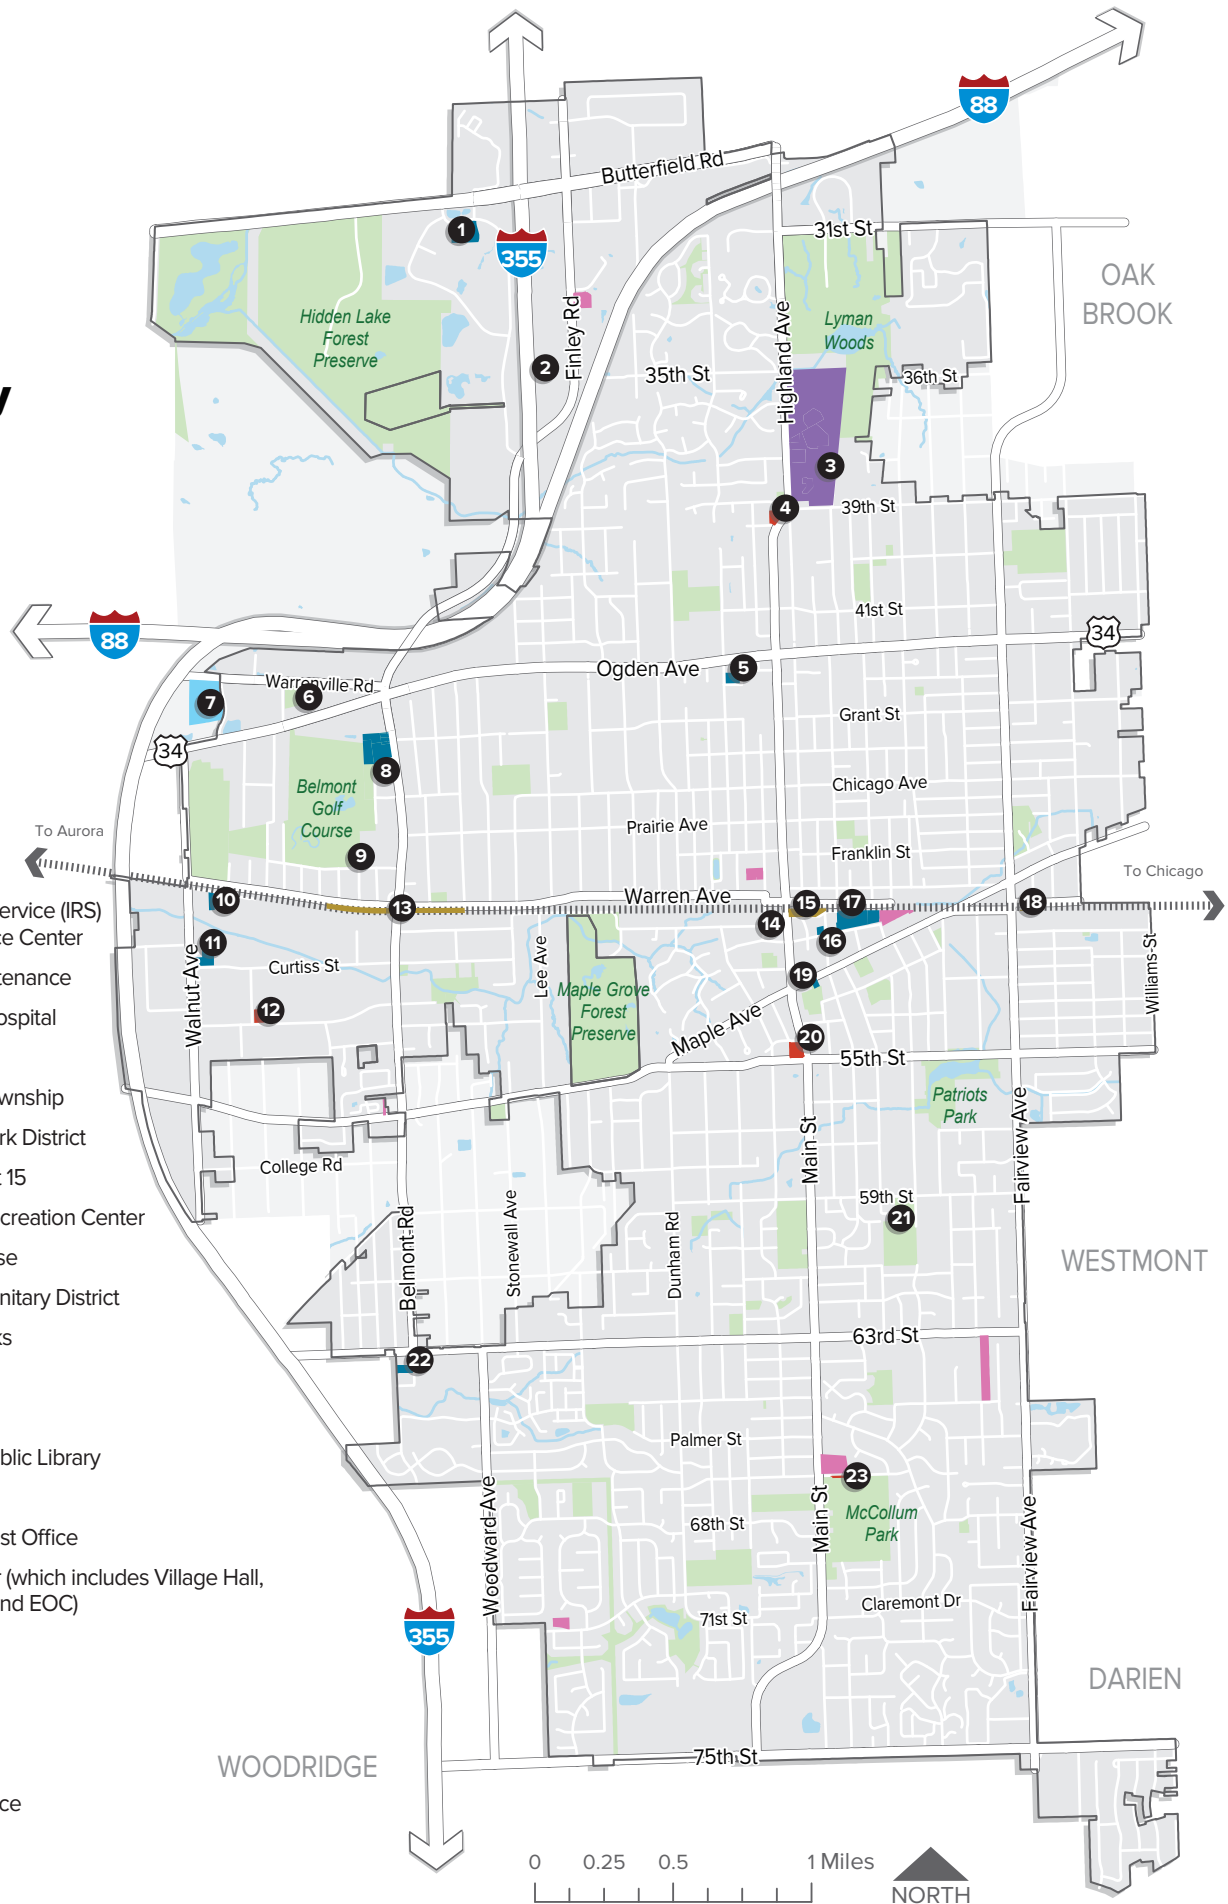 88
Butterfield Rd
31st St
1
355
OAK
BROOK
Hidden Lake
Forest
Preserve
Finley Rd
Highland Ave
Lyman
Woods
2
35th St
36th St
y
3
4
39th St
41st St
34
88
Ogden Ave
5
Warrenville Rd
6
7
Grant St
34
8
Chicago Ave
Belmont
Golf
Course
To Aurora
Prairie Ave
9
Franklin St
To Chicago
Warren Ave
10
13
14
15
17
18
16
ervice (IRS)
ce Center
11
Walnut Ave
Curtiss St
Lee Ave
19
Williams St
tenance
Maple Grove
Forest
Preserve
12
Maple Ave
ospital
20
55th St
wnship
Patriots
Park
rk District
Main St
Fairview Ave
College Rd
t 15
59th St
creation Center
21
Belmont Rd
Stonewall Ave
Dunham Rd
se
WESTMONT
nitary District
63rd St
ks
22
Palmer St
blic Library
23
Woodward Ave
Main St
McCollum
Park
68th St
Fairview Ave
st Office
r (which includes Village Hall,
nd EOC)
Claremont Dr
71st St
355
DARIEN
75th St
WOODRIDGE
ce
0 0.25 0.5 1 Miles
NORTH